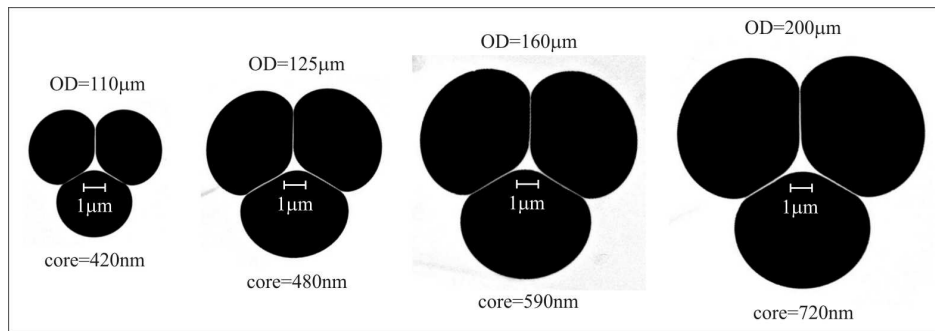 OD=110µm
OD=125µm
OD=160µm
OD=200µm
1µm
1µm
1µm
1µm
core=420nm
core=480nm
core=590nm
core=720nm